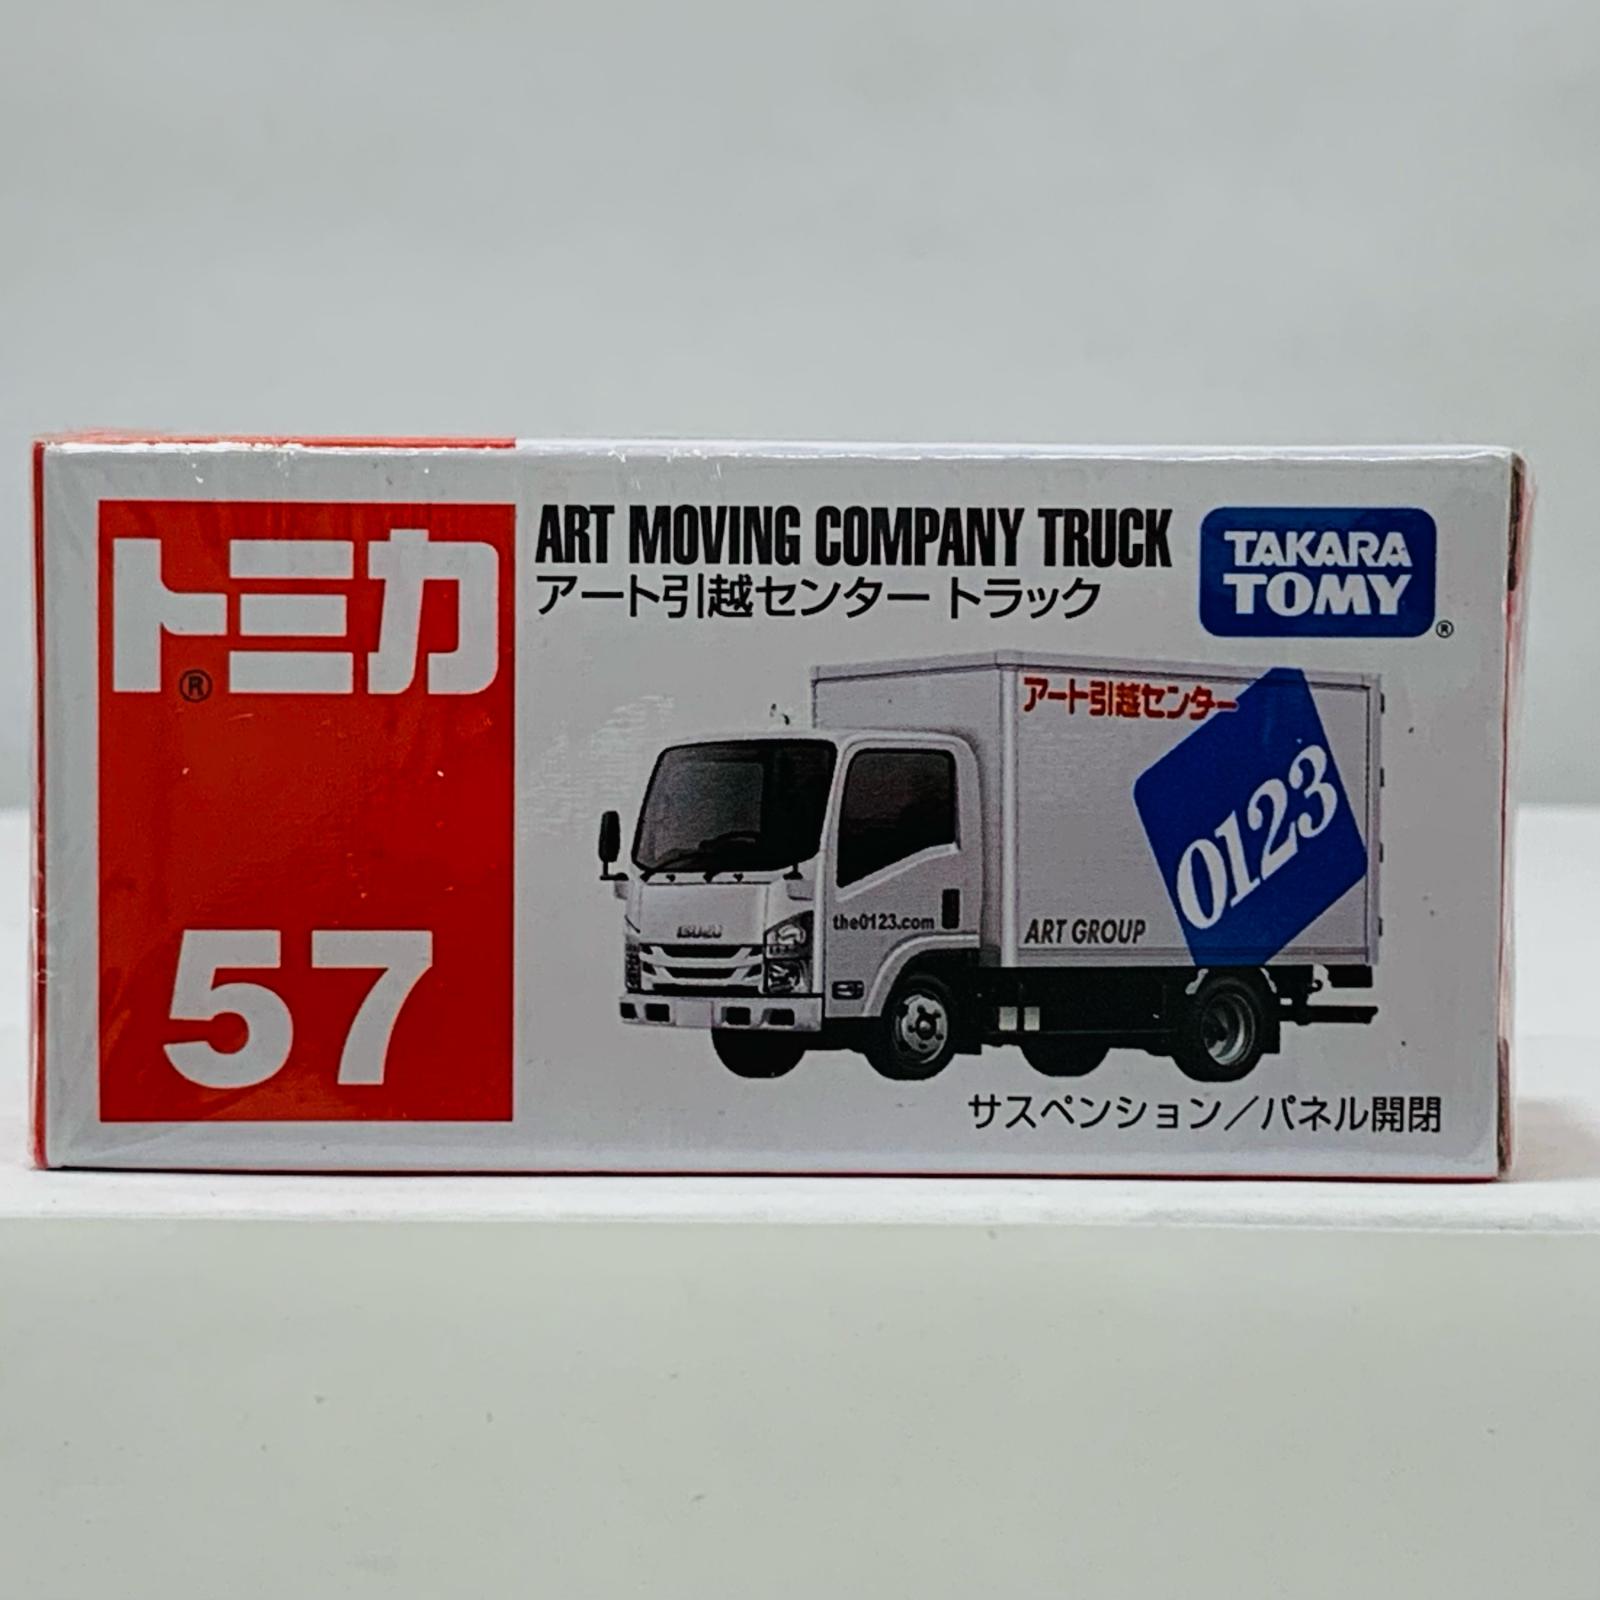 トミカ
®
57
ART MOVING COMPANY TRUCK
アート引越センター トラック
TAKARA
TOMY
®
アート引越センター
0123
ISUZU
the0123.com
ART GROUP
サスペンション／パネル開閉